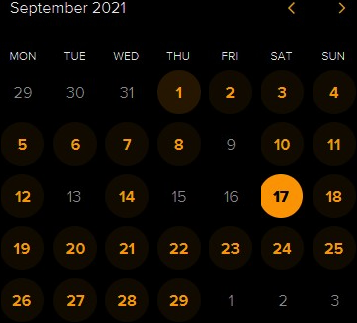 September 2021 < >
MON TUE WED THU FRI SAT SUN
29 30 31 1 2 3 4
5 6 7 8 9 10 11
12 13 14 15 16 17 18
19 20 21 22 23 24 25
26 27 28 29 1 2 3